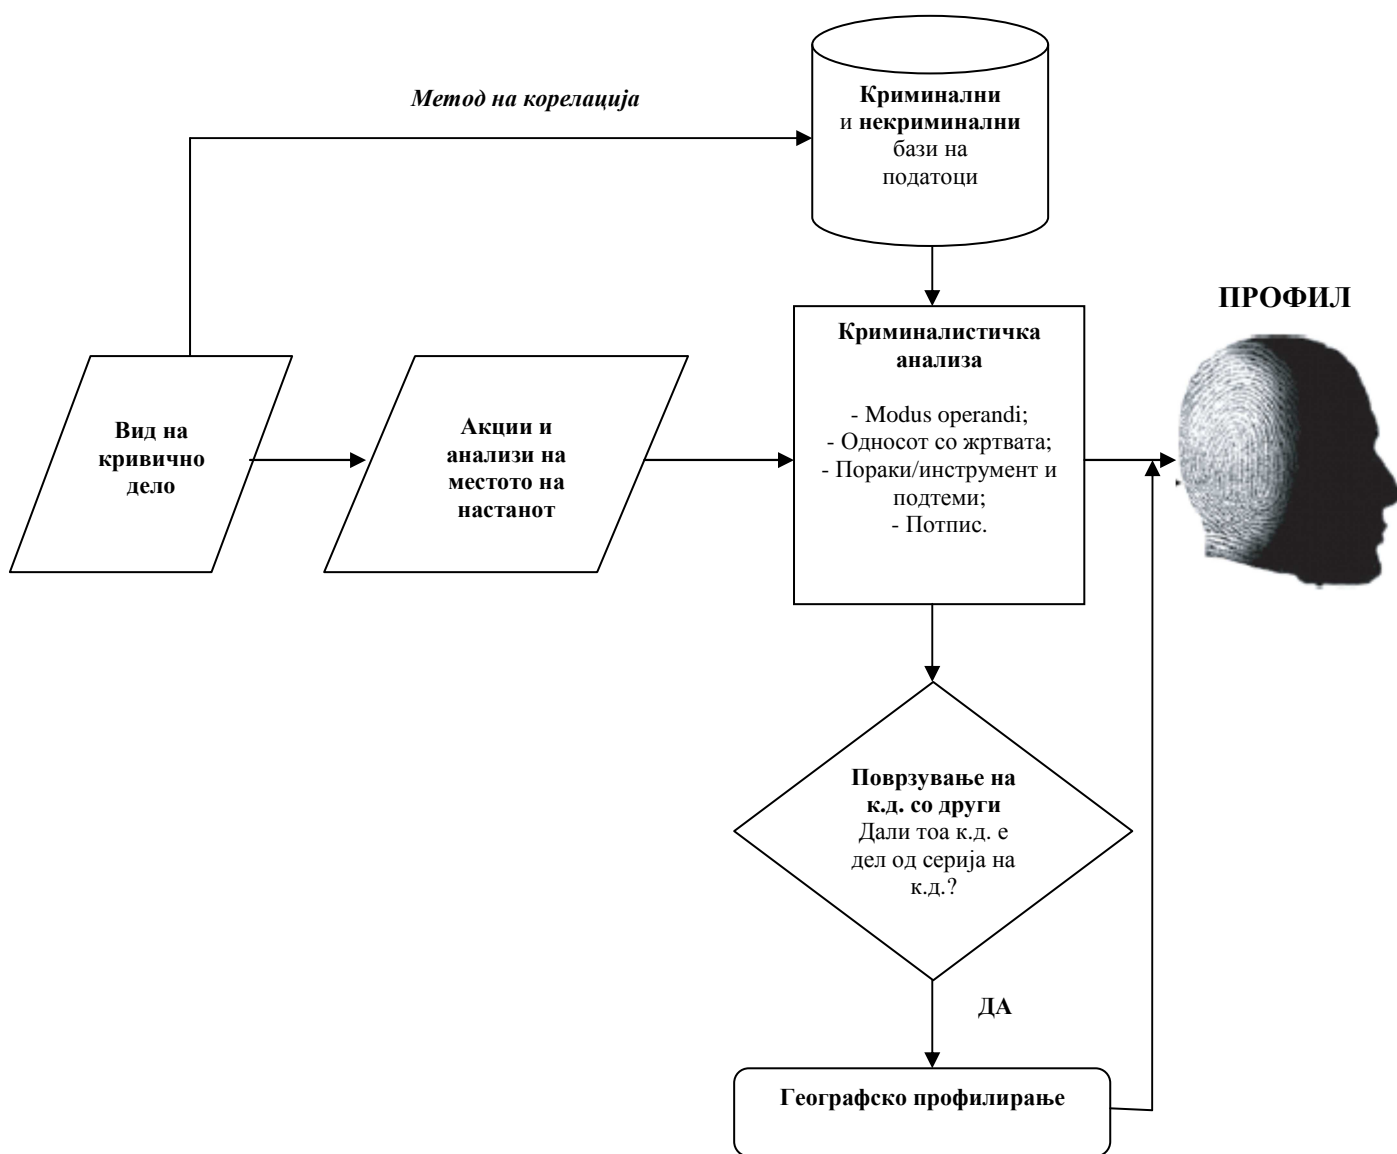 Метод на корелација
Криминални
и некриминални
бази на
податоци
ПРОФИЛ
Вид на
кривично
дело
Акции и
анализи на
местото на
настанот
Криминалистичка
анализа
- Modus operandi;
- Односот со жртвата;
- Пораки/инструмент и
подтеми;
- Потпис.
Поврзување на
к.д. со други
Дали тоа к.д. е
дел од серија на
к.д.?
ДА
Географско профилирање